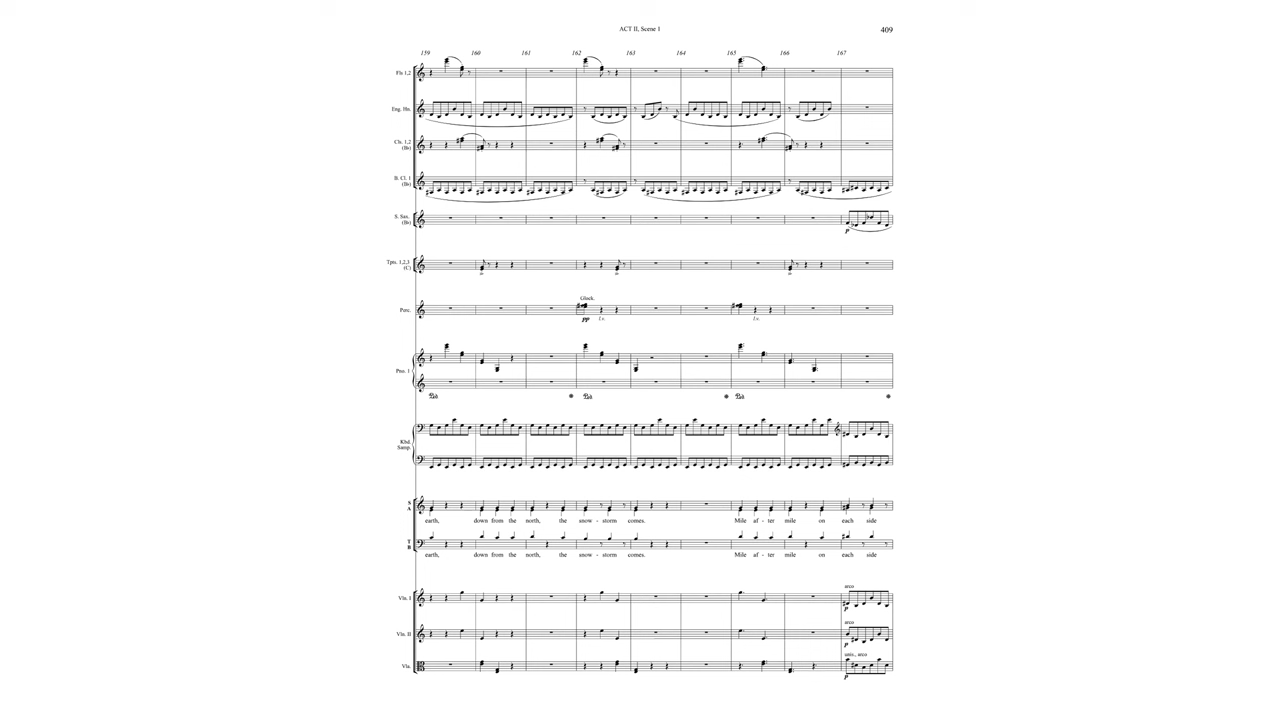 ACT II, Scene 1
409
159 160 161 162 163 164 165 166 167
Fls 1,2
Eng. Hn.
Cls. 1,2
(Bb)
B. Cl. 1
(Bb)
S. Sax.
(Bb)
p
Tpts. 1,2,3
(C)
Glock.
Perc.
pp l.v. l.v.
Pno. 1
Kbd.
Samp.
S
A
earth, down from the north, the snow - storm comes. Mile af - ter mile on each side
T
B
earth, down from the north, the snow - storm comes. Mile af - ter mile on each side
arco
Vln. I
p
arco
Vln. II
p
unis., arco
Vla.
p